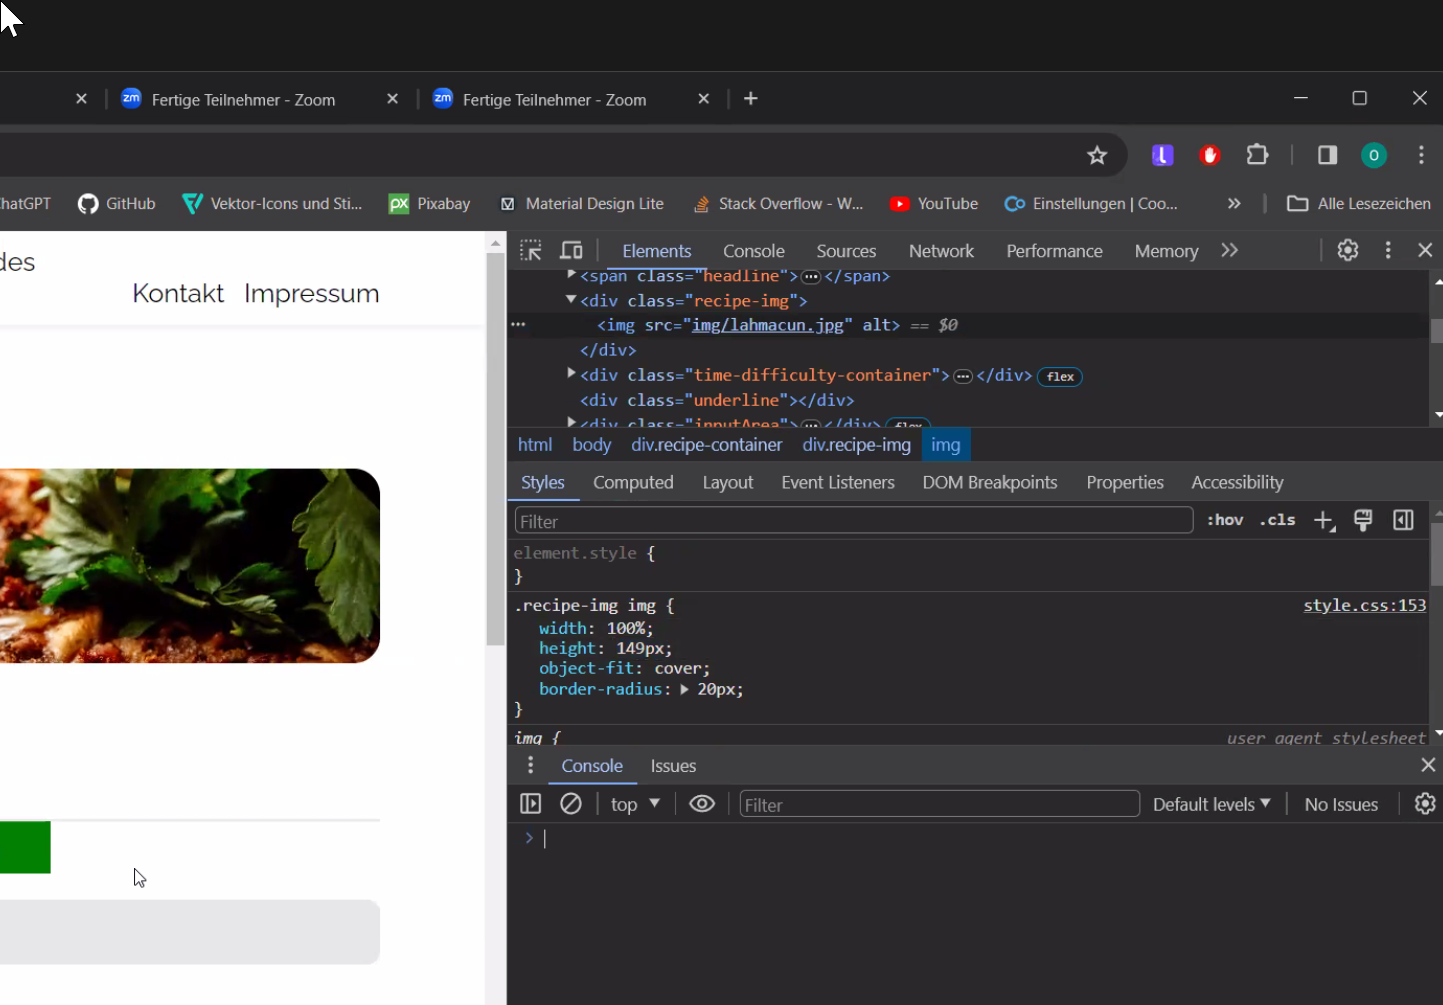 Fertige Teilnehmer - Zoom
Fertige Teilnehmer - Zoom
O
hatGPT
GitHub
Vektor-Icons und Sti...
Pixabay
Material Design Lite
Stack Overflow - W...
YouTube
Einstellungen | Coo...
»
Alle Lesezeichen
des
Kontakt Impressum
Elements Console Sources Network Performance Memory »
<span class="headline">…</span>
<div class="recipe-img">
<img src="img/lahmacun.jpg" alt> == $0
</div>
<div class="time-difficulty-container">…</div> flex
<div class="underline"></div>
<div class="inputArea">…</div> flex
html body div.recipe-container div.recipe-img img
Styles Computed Layout Event Listeners DOM Breakpoints Properties Accessibility
Filter :hov .cls
element.style {
}
.recipe-img img { style.css:153
width: 100%;
height: 149px;
object-fit: cover;
border-radius: 20px;
}
img { user agent stylesheet
Console Issues
top Filter Default levels No Issues
>